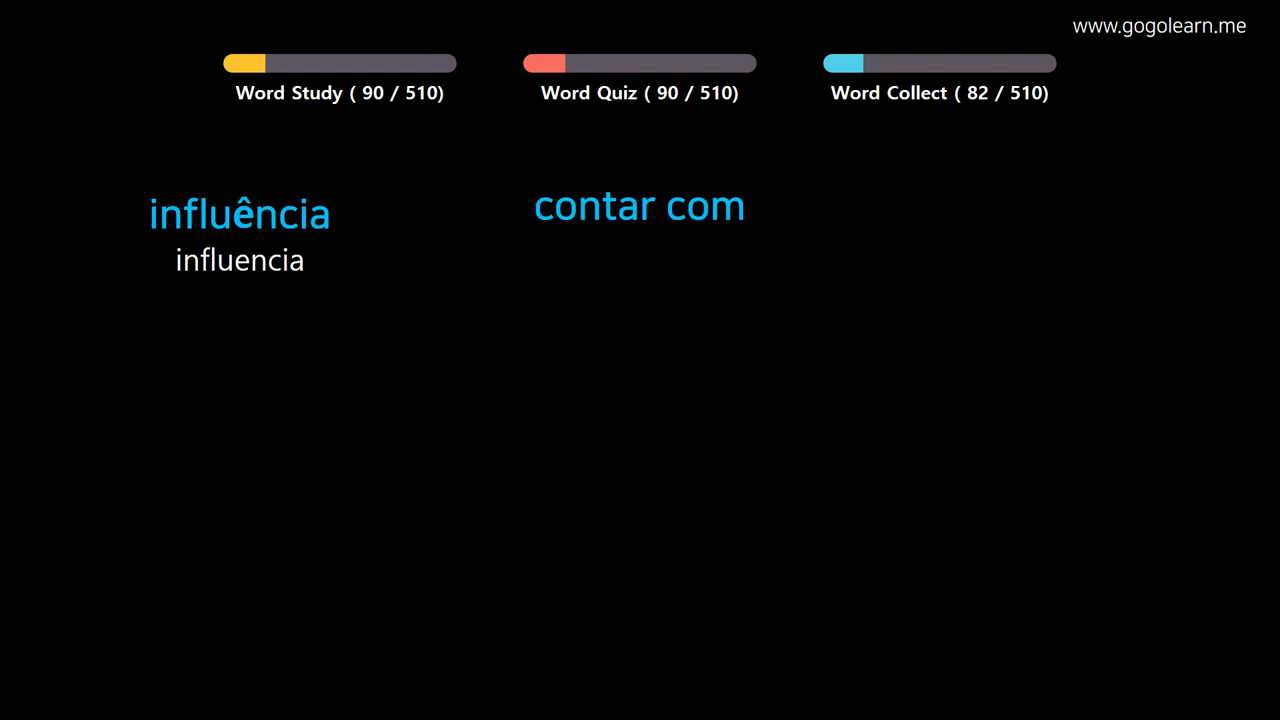 www.gogolearn.me
Word Study ( 90 / 510)
Word Quiz ( 90 / 510)
Word Collect ( 82 / 510)
influência
influencia
contar com